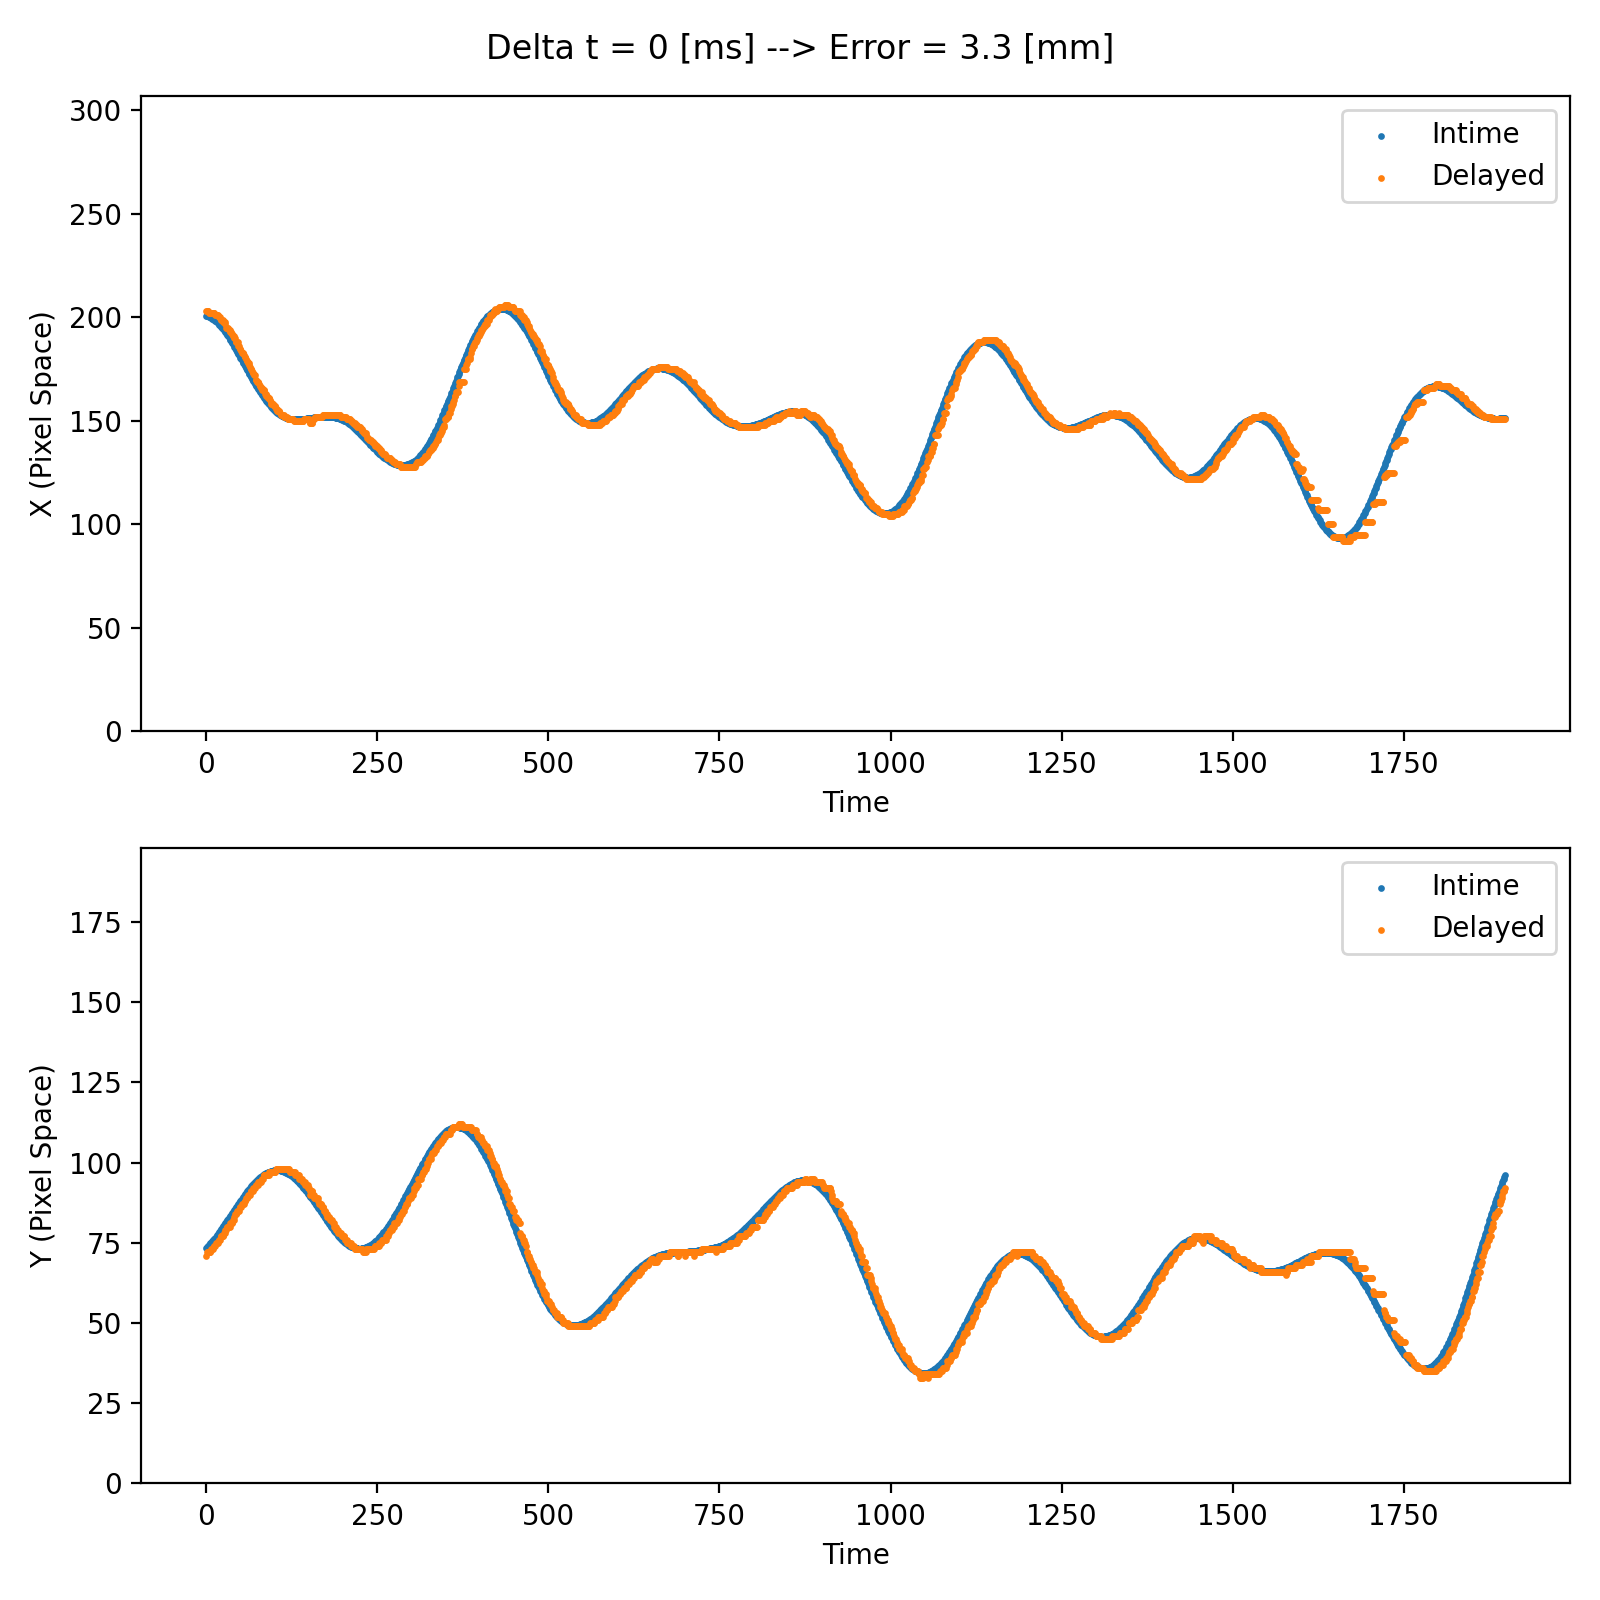 Delta t = 0 [ms] --> Error = 3.3 [mm]
300
250
200
150
100
50
0
X (Pixel Space)
Intime
Delayed
0 250 500 750 1000 1250 1500 1750
Time
175
150
125
100
75
50
25
0
Y (Pixel Space)
Intime
Delayed
0 250 500 750 1000 1250 1500 1750
Time